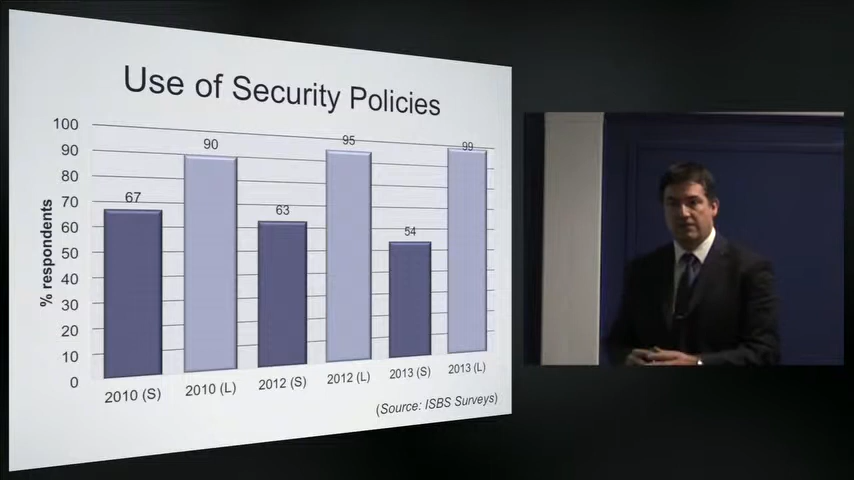 Use of Security Policies
% respondents
100
90
80
70
60
50
40
30
20
10
0
67
90
63
95
54
99
2010 (S)
2010 (L)
2012 (S)
2012 (L)
2013 (S)
2013 (L)
(Source: ISBS Surveys)